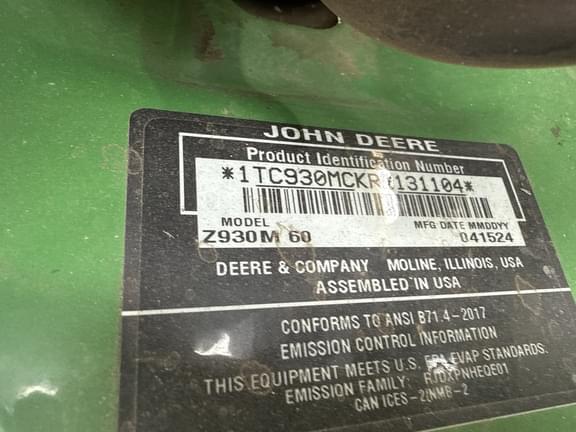 JOHN DEERE
Product Identification Number
MODEL MFG DATE MMDDYY
Z930M 60 041524
DEERE & COMPANY MOLINE, ILLINOIS, USA
ASSEMBLED IN USA
CONFORMS TO ANSI B71.4-2017
EMISSION CONTROL INFORMATION
THIS EQUIPMENT MEETS U.S. EPA EVAP STANDARDS.
EMISSION FAMILY:
CAN ICES-2/NMB-2